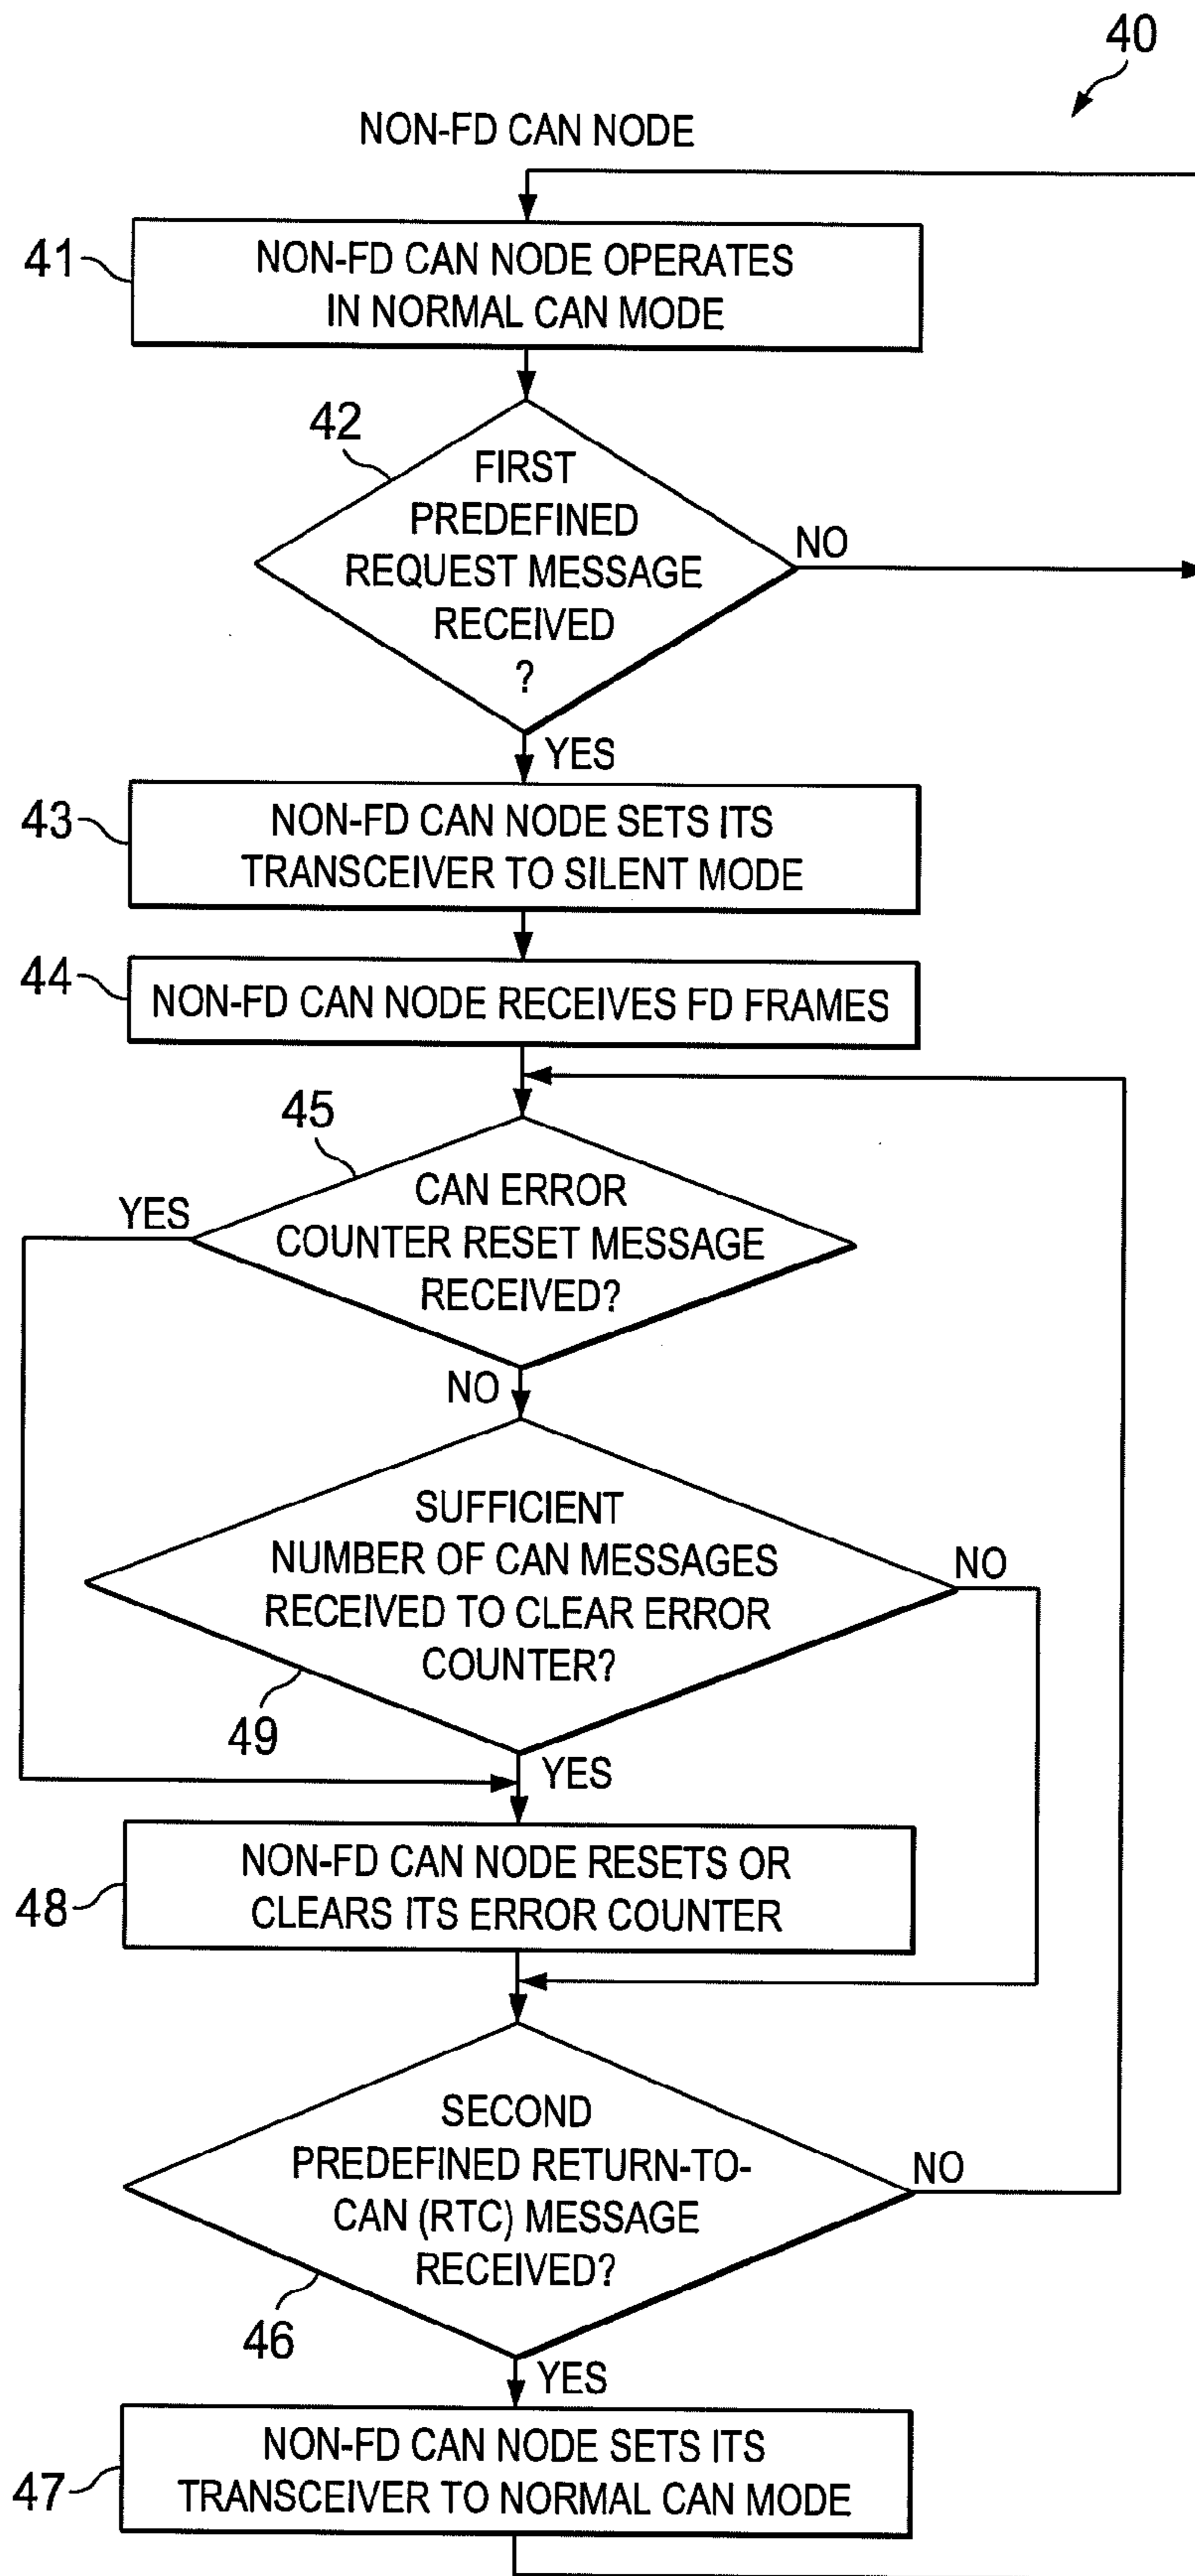 40
NON-FD CAN NODE
41
NON-FD CAN NODE OPERATES
IN NORMAL CAN MODE
42
FIRST
PREDEFINED
REQUEST MESSAGE
RECEIVED
?
NO
YES
43
NON-FD CAN NODE SETS ITS
TRANSCEIVER TO SILENT MODE
44
NON-FD CAN NODE RECEIVES FD FRAMES
45
YES
CAN ERROR
COUNTER RESET MESSAGE
RECEIVED?
NO
SUFFICIENT
NUMBER OF CAN MESSAGES
RECEIVED TO CLEAR ERROR
COUNTER?
NO
49
YES
48
NON-FD CAN NODE RESETS OR
CLEARS ITS ERROR COUNTER
SECOND
PREDEFINED RETURN-TO-
CAN (RTC) MESSAGE
RECEIVED?
NO
46
YES
47
NON-FD CAN NODE SETS ITS
TRANSCEIVER TO NORMAL CAN MODE